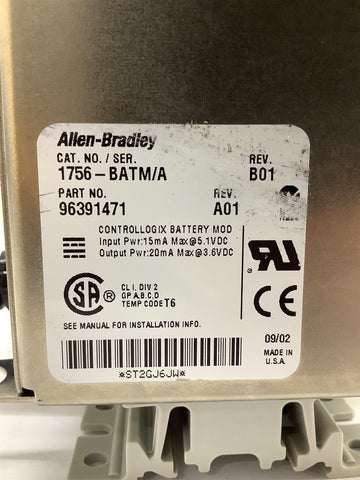 Allen-Bradley
CAT. NO. / SER. REV.
1756-BATM/A B01
PART NO. REV.
96391471 A01
CONTROLLOGIX BATTERY MOD
Input Pwr:15mA Max@5.1VDC
Output Pwr:20mA Max@3.6VDC
CL I, DIV 2
GP A,B,C,D
TEMP CODE T6
SA ®
UR
CE
SEE MANUAL FOR INSTALLATION INFO.
09/02
MADE IN
U.S.A.
*ST2GJ6JW*